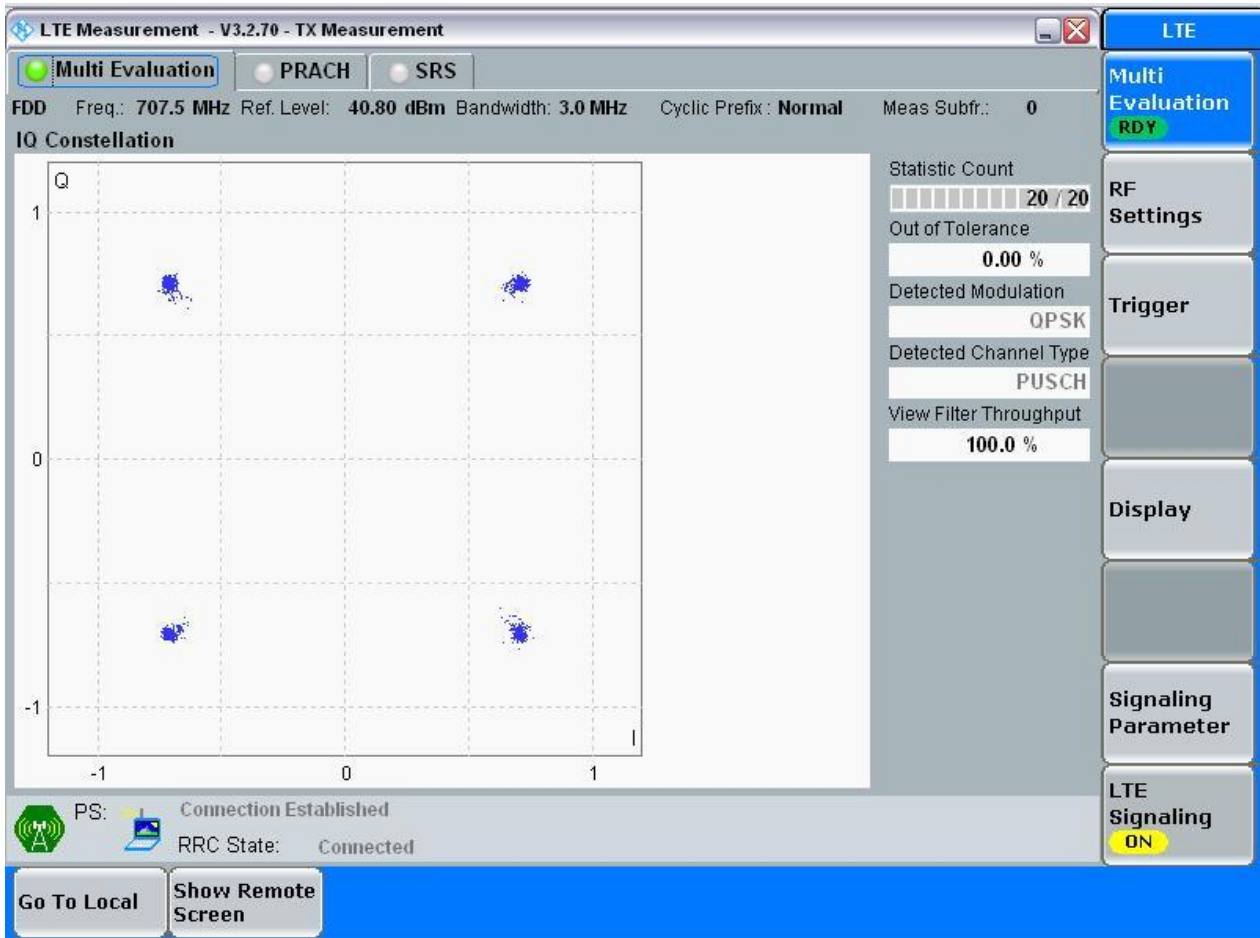 LTE Measurement - V3.2.70 - TX Measurement
LTE
Multi Evaluation PRACH SRS
FDD Freq.: 707.5 MHz Ref. Level: 40.80 dBm Bandwidth: 3.0 MHz Cyclic Prefix : Normal Meas Subfr.: 0
IQ Constellation
Q
1
0
-1
-1 0 1
I
Statistic Count
20 / 20
Out of Tolerance
0.00 %
Detected Modulation
QPSK
Detected Channel Type
PUSCH
View Filter Throughput
100.0 %
Multi
Evaluation
RDY
RF
Settings
Trigger
Display
Signaling
Parameter
LTE
Signaling
ON
PS: Connection Established
RRC State: Connected
Go To Local
Show Remote
Screen